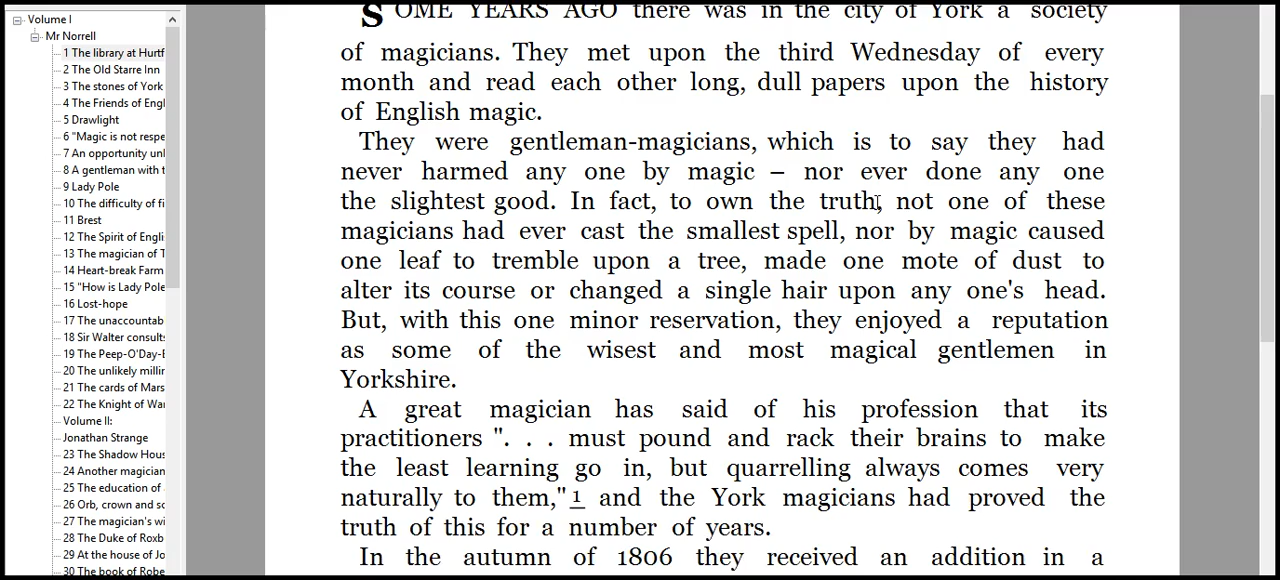 Volume I
Mr Norrell
1 The library at Hurtf
2 The Old Starre Inn
3 The stones of York
4 The Friends of Engl
5 Drawlight
6 "Magic is not respe
7 An opportunity unl
8 A gentleman with t
9 Lady Pole
10 The difficulty of fi
11 Brest
12 The Spirit of Engli
13 The magician of T
14 Heart-break Farm
15 "How is Lady Pole
16 Lost-hope
17 The unaccountab
18 Sir Walter consults
19 The Peep-O'Day-B
20 The unlikely millin
21 The cards of Mars
22 The Knight of War
Volume II:
Jonathan Strange
23 The Shadow Hous
24 Another magician
25 The education of
26 Orb, crown and sc
27 The magician's wi
28 The Duke of Roxb
29 At the house of Jo
30 The book of Robe
SOME YEARS AGO there was in the city of York a society
of magicians. They met upon the third Wednesday of every
month and read each other long, dull papers upon the history
of English magic.
They were gentleman-magicians, which is to say they had
never harmed any one by magic – nor ever done any one
the slightest good. In fact, to own the truth, not one of these
magicians had ever cast the smallest spell, nor by magic caused
one leaf to tremble upon a tree, made one mote of dust to
alter its course or changed a single hair upon any one's head.
But, with this one minor reservation, they enjoyed a reputation
as some of the wisest and most magical gentlemen in
Yorkshire.
A great magician has said of his profession that its
practitioners ". . . must pound and rack their brains to make
the least learning go in, but quarrelling always comes very
naturally to them,"1 and the York magicians had proved the
truth of this for a number of years.
In the autumn of 1806 they received an addition in a